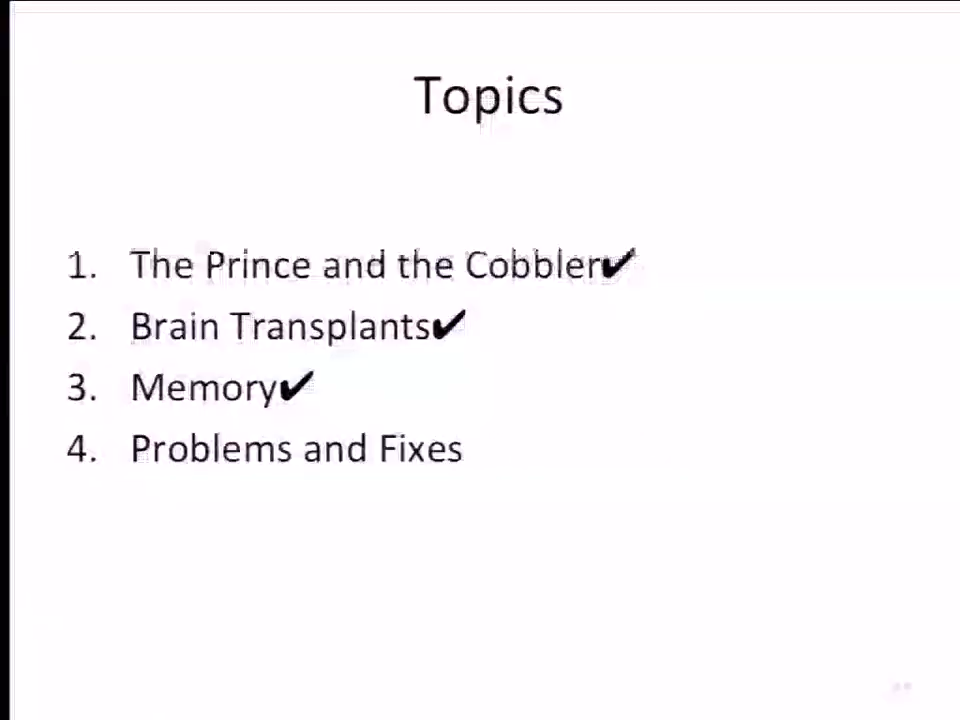 Topics
1. The Prince and the Cobbler✔
2. Brain Transplants✔
3. Memory✔
4. Problems and Fixes